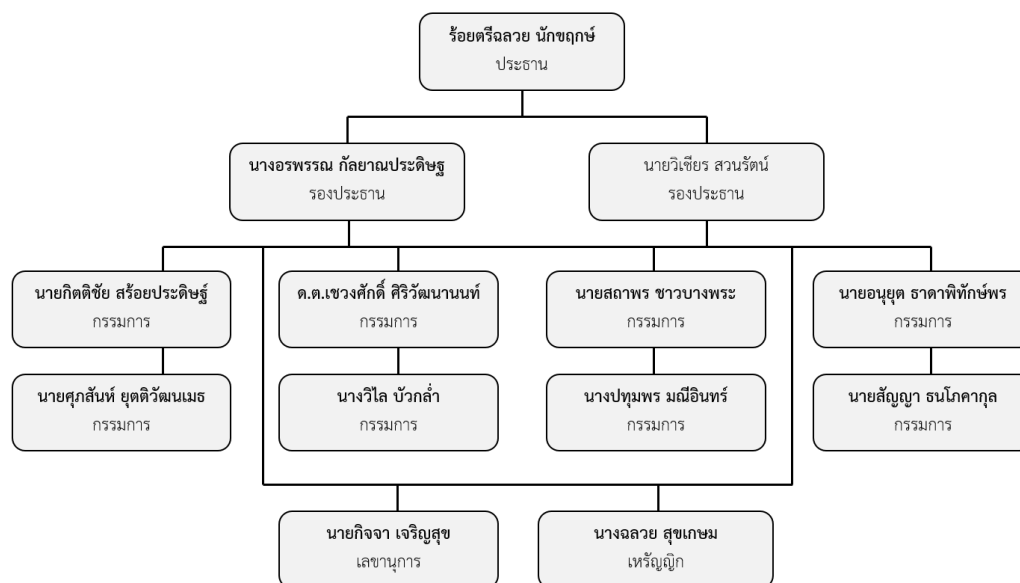 ร้อยตรีฉลวย นักขฤกษ์
ประธาน
นางอรพรรณ กัลยาณประดิษฐ
รองประธาน
นายวิเชียร สวนรัตน์
รองประธาน
นายกิตติชัย สร้อยประดิษฐ์
กรรมการ
ด.ต.เชวงศักดิ์ ศิริวัฒนานนท์
กรรมการ
นายสถาพร ชาวบางพระ
กรรมการ
นายอนุยุต ธาดาพิทักษ์พร
กรรมการ
นายศุภสันห์ ยุตติวัฒนเมธ
กรรมการ
นางวิไล บัวกล่ำ
กรรมการ
นางปทุมพร มณีอินทร์
กรรมการ
นายสัญญา ธนโภคากุล
กรรมการ
นายกิจจา เจริญสุข
เลขานุการ
นางฉลวย สุขเกษม
เหรัญญิก